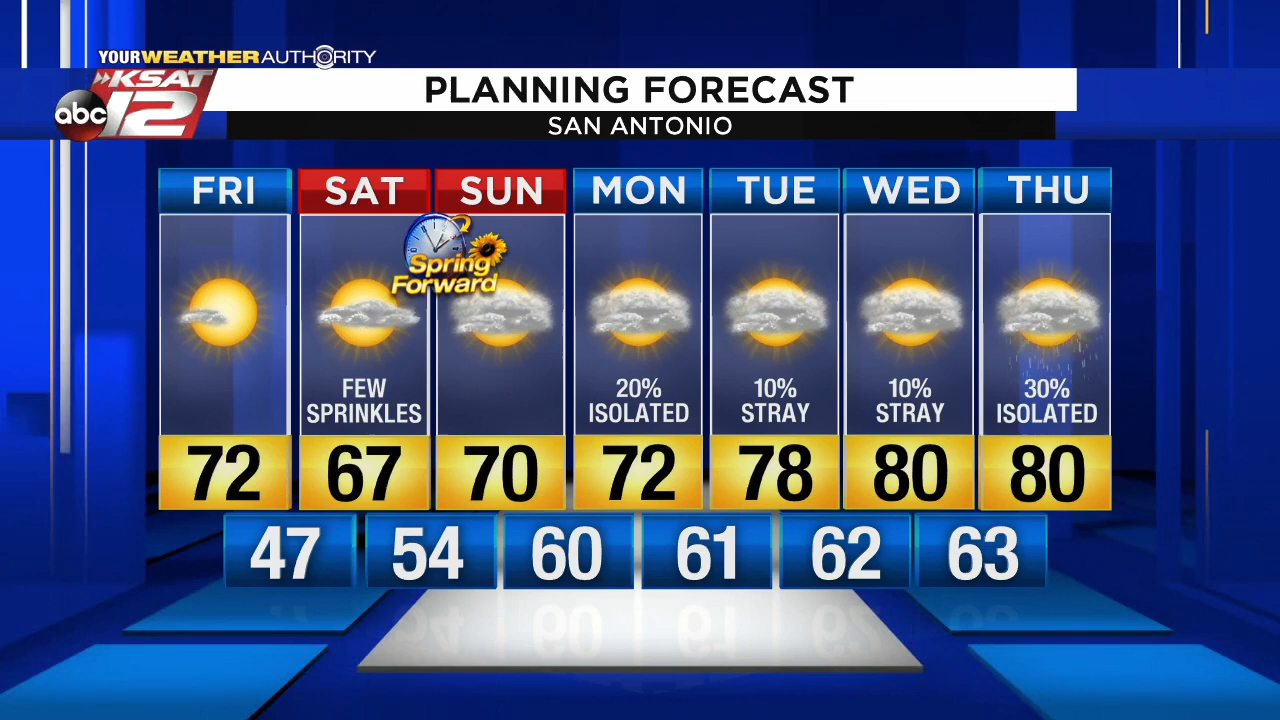 YOURWEATHERAUTHORITY
KSAT
abc 12
PLANNING FORECAST
SAN ANTONIO
FRI SAT SUN MON TUE WED THU
Spring
Forward
FEW
SPRINKLES
20%
ISOLATED
10%
STRAY
10%
STRAY
30%
ISOLATED
72 67 70 72 78 80 80
47 54 60 61 62 63